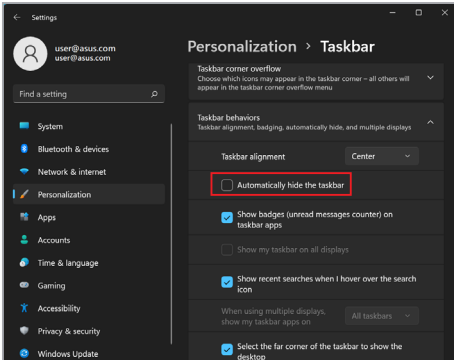 Settings
user@asus.com
user@asus.com
Find a setting
System
Bluetooth & devices
Network & internet
Personalization
Apps
Accounts
Time & language
Gaming
Accessibility
Privacy & security
Windows Update
Personalization > Taskbar
Taskbar corner overflow
Choose which icons may appear in the taskbar corner – all others will
appear in the taskbar corner overflow menu
Taskbar behaviors
Taskbar alignment, badging, automatically hide, and multiple displays
Taskbar alignment
Center
Automatically hide the taskbar
Show badges (unread messages counter) on
taskbar apps
Show my taskbar on all displays
Show recent searches when I hover over the search
icon
When using multiple displays,
show my taskbar apps on
All taskbars
Select the far corner of the taskbar to show the
desktop